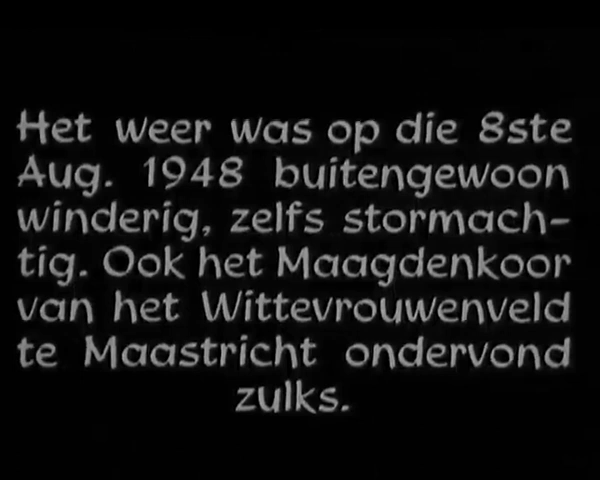 Het weer was op die 8ste
Aug. 1948 buitengewoon
winderig, zelfs stormach-
tig. Ook het Maagdenkoor
van het Wittevrouwenveld
te Maastricht ondervond
zulks.